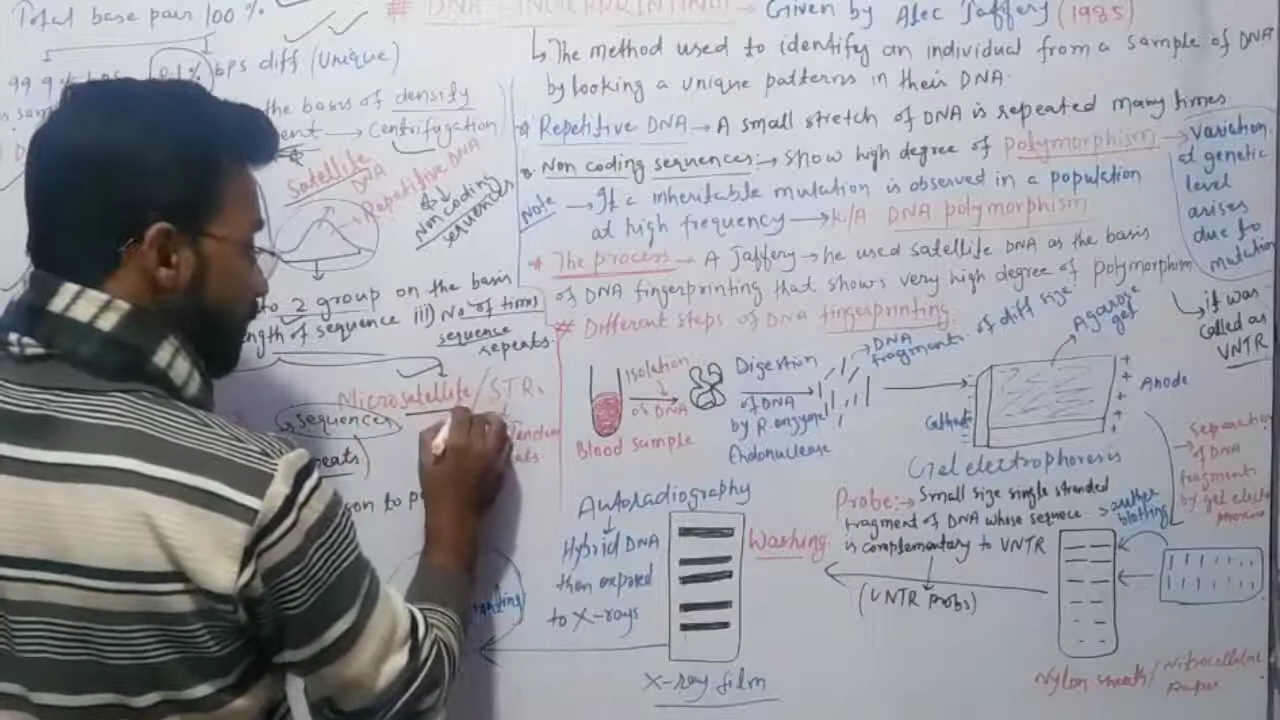 Total base pair 100 %
# DNA - FINGERPRINTING → Given by Alec Jaffery (1985)
↳ The method used to identify an individual from a sample of DNA
by looking a unique patterns in their DNA.
99.9% bps
0.1% bps diff (Unique)
the basis of density
→ Centrifugation
Satellite
DNA
→ Repetitive DNA
Non coding
sequences
to 2 group on the basis
length of sequence iii) No of times
sequence
repeats.
Microsatellite / STR.
↳ sequences
* Repetitive DNA → A small stretch of DNA is repeated many times
Non coding sequences:→ show high degree of polymorphism →
Variation
at genetic
level
arises
due to
mutation
Note → If a inheritable mutation is observed in a population
at high frequency → k/A DNA polymorphism
* The process → A Jaffery → he used satellite DNA as the basis
of DNA fingerprinting that shows very high degree of polymorphism
↳ it was
called as
VNTR
# Different steps of DNA fingerprinting
Isolation
of DNA
Blood sample
Digestion
of DNA
by R.enzyme
Endonuclease
→ DNA
fragments of diff size
Agarose
gel
Cathode
Anode
Gel electrophoresis
→ Separation
of DNA
fragments
by gel electro
phoresis
Autoradiography
Hybrid DNA
then exposed
to X-rays
Washing
Probe:→ Small size single stranded
fragment of DNA whose sequence
is complementary to VNTR
(VNTR Probs)
blotting
X-ray film
Nylon sheets / Nitrocellulose
Paper